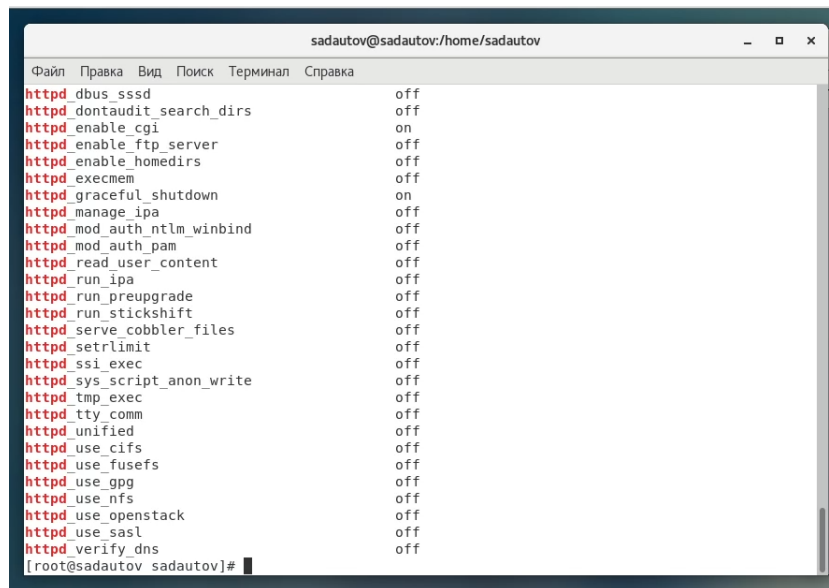 sadautov@sadautov:/home/sadautov
Файл Правка Вид Поиск Терминал Справка
httpd_dbus_sssd off
httpd_dontaudit_search_dirs off
httpd_enable_cgi on
httpd_enable_ftp_server off
httpd_enable_homedirs off
httpd_execmem off
httpd_graceful_shutdown on
httpd_manage_ipa off
httpd_mod_auth_ntlm_winbind off
httpd_mod_auth_pam off
httpd_read_user_content off
httpd_run_ipa off
httpd_run_preupgrade off
httpd_run_stickshift off
httpd_serve_cobbler_files off
httpd_setrlimit off
httpd_ssi_exec off
httpd_sys_script_anon_write off
httpd_tmp_exec off
httpd_tty_comm off
httpd_unified off
httpd_use_cifs off
httpd_use_fusefs off
httpd_use_gpg off
httpd_use_nfs off
httpd_use_openstack off
httpd_use_sasl off
httpd_verify_dns off
[root@sadautov sadautov]#